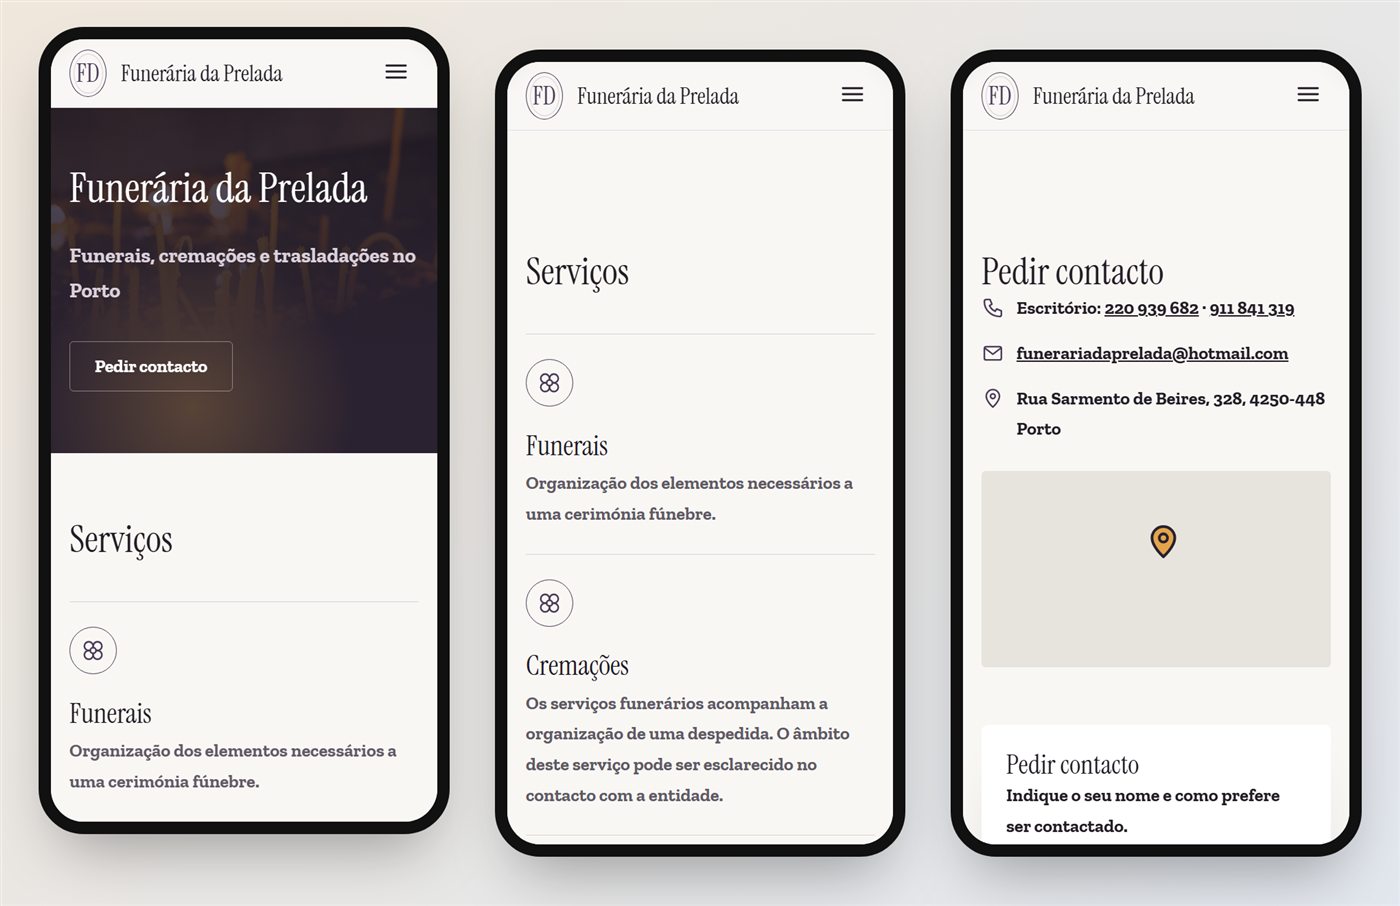 FD
Funerária da Prelada
Funerária da Prelada
Funerais, cremações e trasladações no
Porto
Pedir contacto
Serviços
Funerais
Organização dos elementos necessários a
uma cerimónia fúnebre.
FD
Funerária da Prelada
Serviços
Funerais
Organização dos elementos necessários a
uma cerimónia fúnebre.
Cremações
Os serviços funerários acompanham a
organização de uma despedida. O âmbito
deste serviço pode ser esclarecido no
contacto com a entidade.
FD
Funerária da Prelada
Pedir contacto
Escritório: 220 939 682 · 911 841 319
funerariadaprelada@hotmail.com
Rua Sarmento de Beires, 328, 4250-448
Porto
Pedir contacto
Indique o seu nome e como prefere
ser contactado.